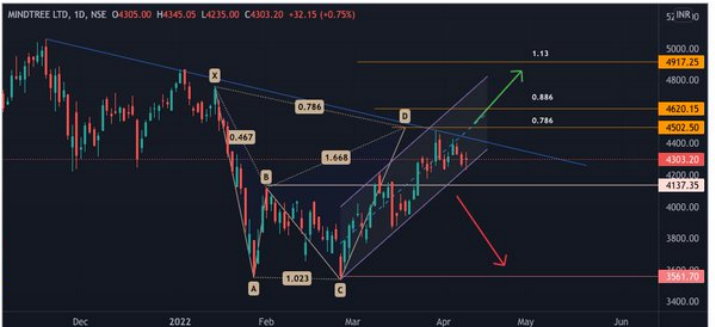 MINDTREE LTD, 1D, NSE O4305.00 H4345.05 L4235.00 C4303.20 +32.15 (+0.75%)
INR
5000.00
1.13
4917.25
4800.00
X
0.786
0.886
4620.15
D
0.786
4502.50
4400.00
0.467
1.668
4303.20
B
4200.00
4137.35
4000.00
3800.00
1.023
3561.70
A
C
3400.00
Dec 2022 Feb Mar Apr May Jun